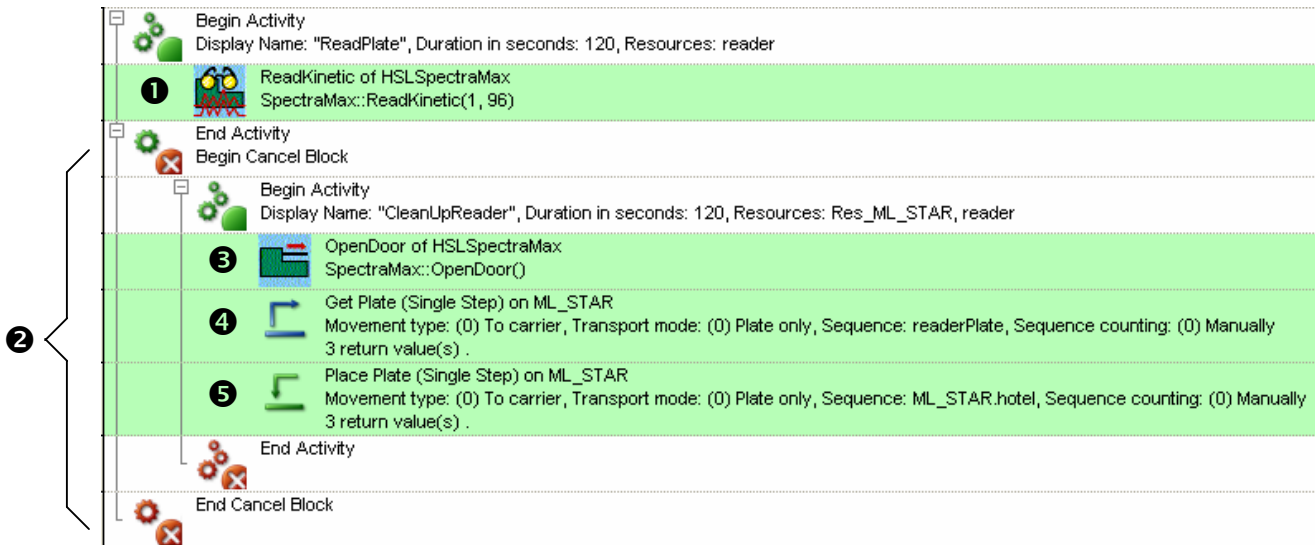 Begin Activity
Display Name: "ReadPlate", Duration in seconds: 120, Resources: reader
❶
ReadKinetic of HSLSpectraMax
SpectraMax::ReadKinetic(1, 96)
End Activity
Begin Cancel Block
❷
Begin Activity
Display Name: "CleanUpReader", Duration in seconds: 120, Resources: Res_ML_STAR, reader
❸
OpenDoor of HSLSpectraMax
SpectraMax::OpenDoor()
❹
Get Plate (Single Step) on ML_STAR
Movement type: (0) To carrier, Transport mode: (0) Plate only, Sequence: readerPlate, Sequence counting: (0) Manually
3 return value(s) .
❺
Place Plate (Single Step) on ML_STAR
Movement type: (0) To carrier, Transport mode: (0) Plate only, Sequence: ML_STAR.hotel, Sequence counting: (0) Manually
3 return value(s) .
End Activity
End Cancel Block